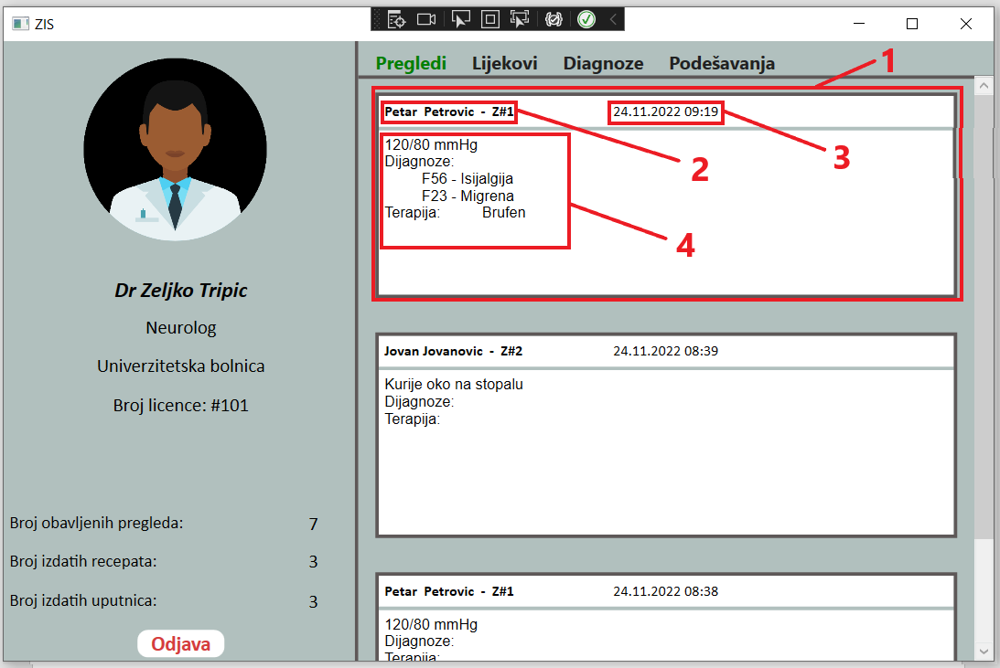 ZIS
Pregledi Lijekovi Diagnoze Podešavanja
1
Petar Petrovic - Z#1 24.11.2022 09:19
120/80 mmHg
Dijagnoze:
F56 - Isijalgija
F23 - Migrena
Terapija: Brufen
2
3
4
Dr Zeljko Tripic
Neurolog
Univerzitetska bolnica
Broj licence: #101
Jovan Jovanovic - Z#2 24.11.2022 08:39
Kurije oko na stopalu
Dijagnoze:
Terapija:
Broj obavljenih pregleda: 7
Broj izdatih recepata: 3
Broj izdatih uputnica: 3
Odjava
Petar Petrovic - Z#1 24.11.2022 08:38
120/80 mmHg
Dijagnoze:
Terapija: